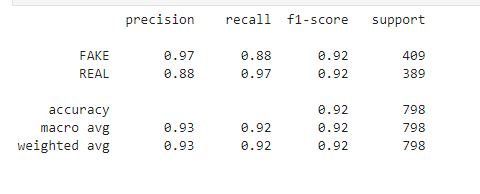 precision recall f1-score support
FAKE 0.97 0.88 0.92 409
REAL 0.88 0.97 0.92 389
accuracy 0.92 798
macro avg 0.93 0.92 0.92 798
weighted avg 0.93 0.92 0.92 798